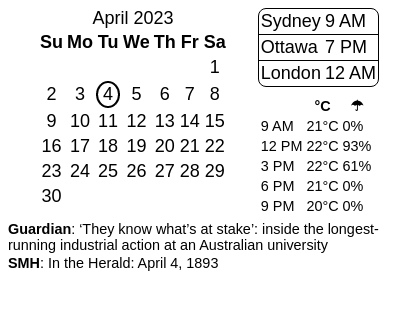 April 2023
Su Mo Tu We Th Fr Sa
1
2 3 4 5 6 7 8
9 10 11 12 13 14 15
16 17 18 19 20 21 22
23 24 25 26 27 28 29
30
Sydney 9 AM
Ottawa 7 PM
London 12 AM
°C ☂
9 AM 21°C 0%
12 PM 22°C 93%
3 PM 22°C 61%
6 PM 21°C 0%
9 PM 20°C 0%
Guardian: ‘They know what’s at stake’: inside the longest-
running industrial action at an Australian university
SMH: In the Herald: April 4, 1893